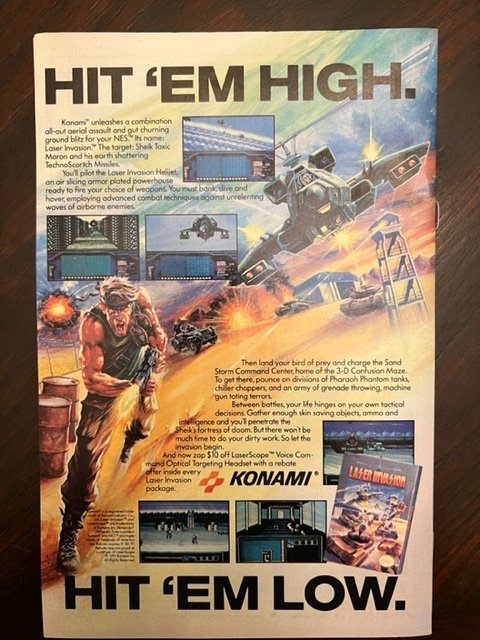 HIT ‘EM HIGH.
Konami® unleashes a combination
all-out aerial assault and gut churning
ground blitz for your NES.™ Its name:
Laser Invasion.™ The target: Sheik Toxic
Moron and his earth shattering
TechnoScortch Missiles.
You'll pilot the Laser Invasion Helijet,
an air slicing armor plated powerhouse
ready to fire your choice of weapons. You must bank, dive and
hover, employing advanced combat techniques against unrelenting
waves of airborne enemies.
Then land your bird of prey and charge the Sand
Storm Command Center, home of the 3-D Confusion Maze.
To get there, pounce on divisions of Pharaoh Phantom tanks,
chiller choppers, and an army of grenade throwing, machine
gun toting terrors.
Between battles, your life hinges on your own tactical
decisions. Gather enough skin saving objects, ammo and
intelligence and you'll penetrate the
Sheik's fortress of doom. But there won't be
much time to do your dirty work. So let the
invasion begin.
And now zap $10 off LaserScope™ Voice Com-
mand Optical Targeting Headset with a rebate
offer inside every
Laser Invasion
package.
KONAMI®
LASER INVASION
HIT ‘EM LOW.